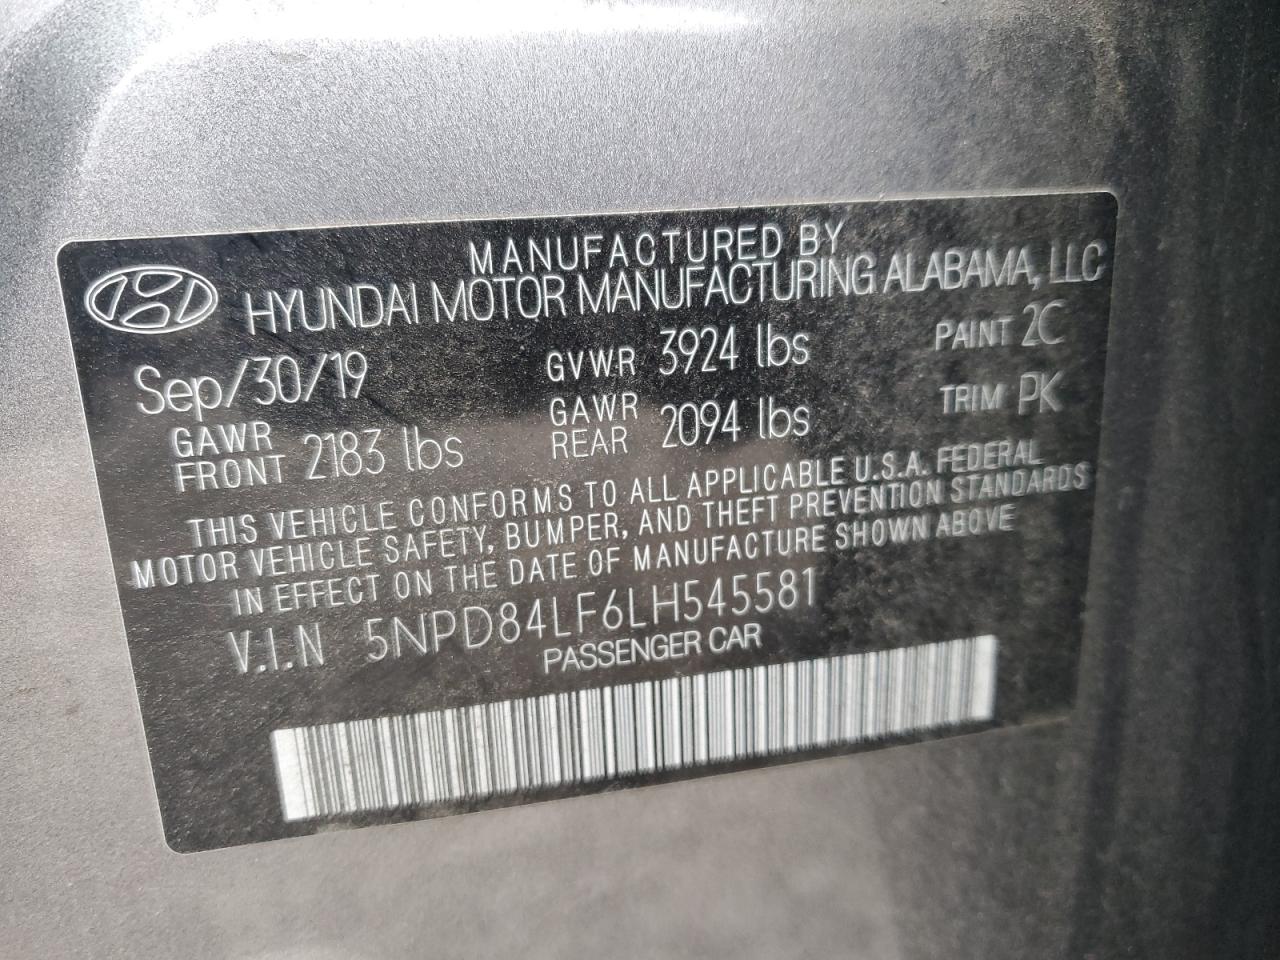 MANUFACTURED BY
HYUNDAI MOTOR MANUFACTURING ALABAMA, LLC
Sep/30/19 GVWR 3924 lbs PAINT 2C
GAWR FRONT 2183 lbs GAWR REAR 2094 lbs TRIM PK
THIS VEHICLE CONFORMS TO ALL APPLICABLE U.S.A. FEDERAL
MOTOR VEHICLE SAFETY, BUMPER, AND THEFT PREVENTION STANDARDS
IN EFFECT ON THE DATE OF MANUFACTURE SHOWN ABOVE
V.I.N 5NPD84LF6LH545581
PASSENGER CAR